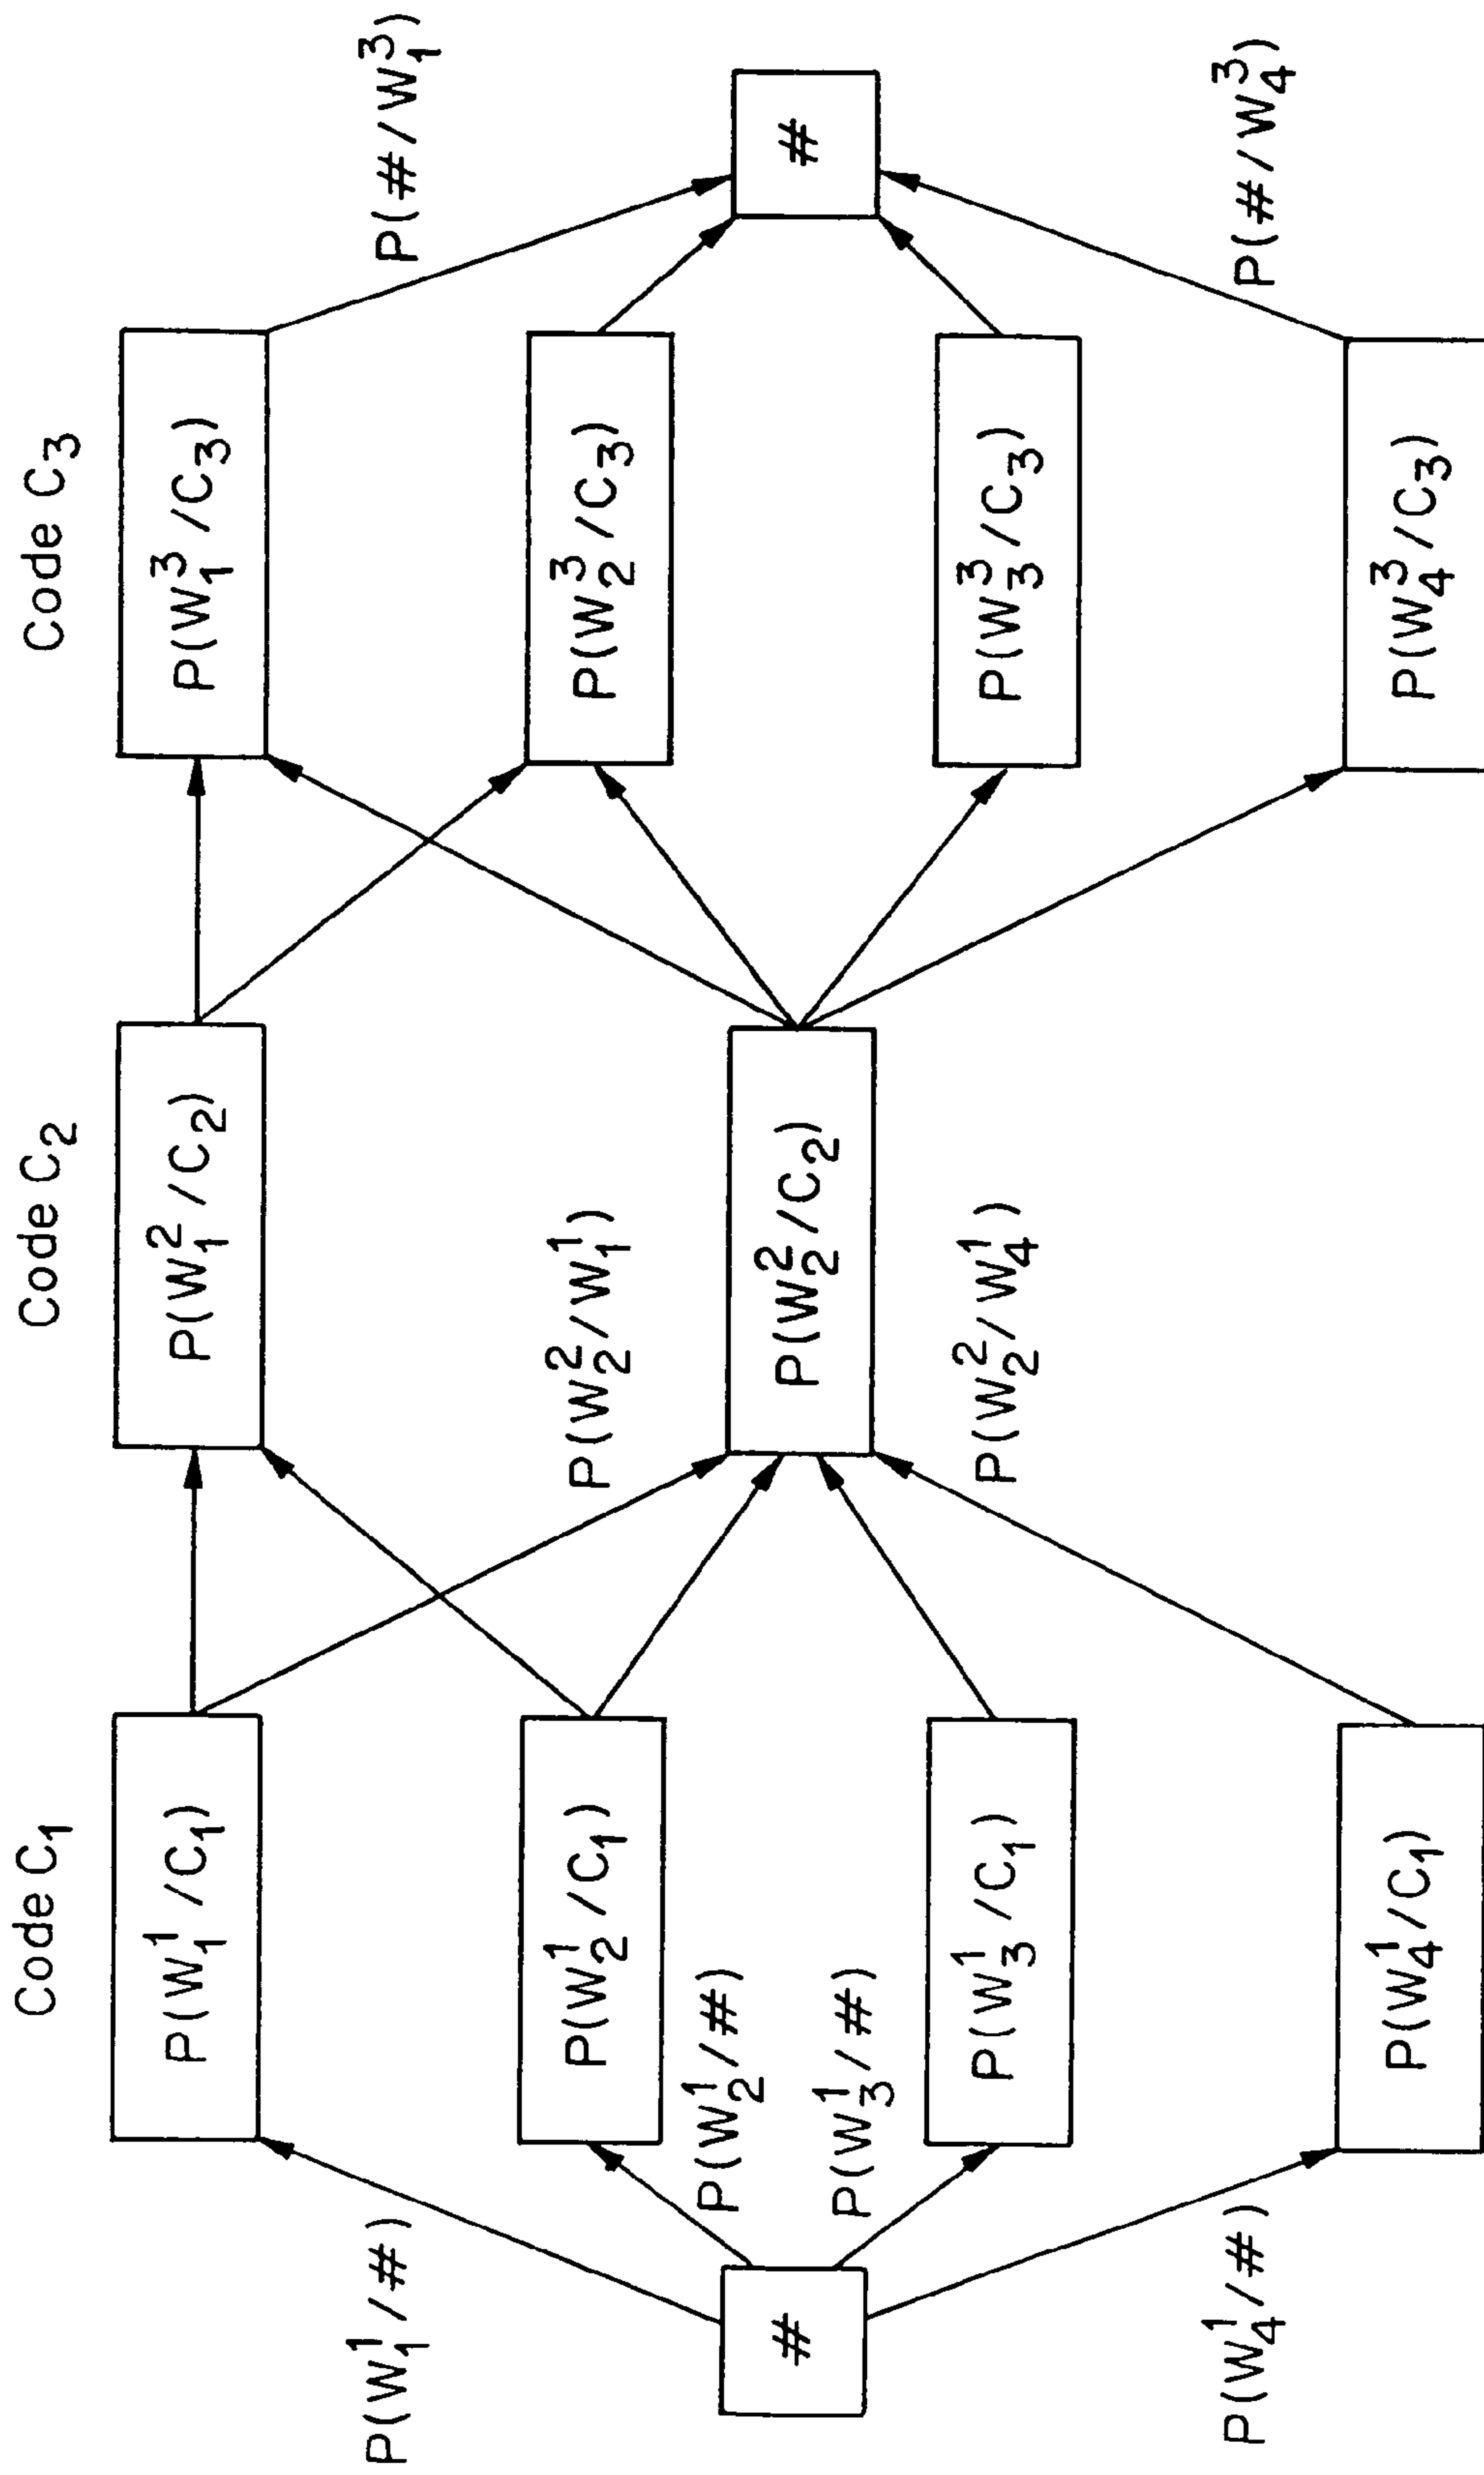 Code C₁
Code C₂
Code C₃
P(W₁¹/#)
P(W₁¹/C₁)
P(W₁²/C₂)
P(W₁³/C₃)
P(#/W₁³)
P(W₂¹/C₁)
P(W₂²/W₁¹)
P(W₂³/C₃)
P(W₂¹/#)
#
P(W₂²/C₂)
#
P(W₃¹/#)
P(W₃¹/C₁)
P(W₂²/W₄¹)
P(W₃³/C₃)
P(W₄¹/#)
P(#/W₄³)
P(W₄¹/C₁)
P(W₄³/C₃)